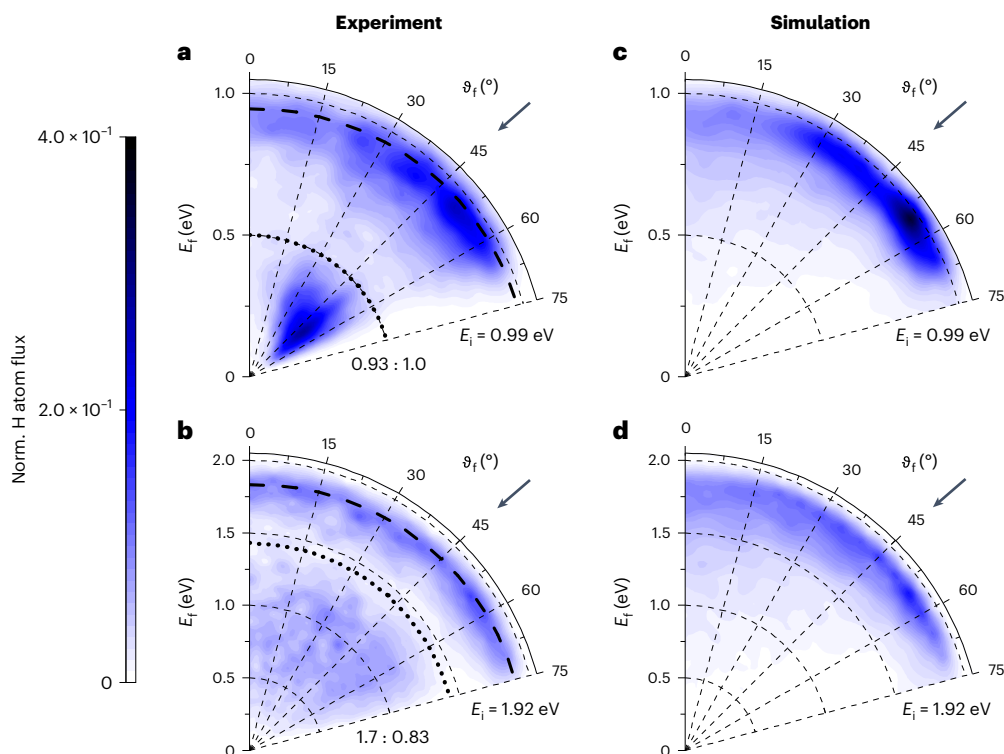 Experiment
Simulation
a
0
15
30
ϑf (°)
45
60
75
1.0
0.5
0
Ef (eV)
Ei = 0.99 eV
0.93 : 1.0
c
0
15
30
ϑf (°)
45
60
75
1.0
0.5
0
Ef (eV)
Ei = 0.99 eV
4.0 × 10⁻¹
2.0 × 10⁻¹
0
Norm. H atom flux
b
0
15
30
ϑf (°)
45
60
75
2.0
1.5
1.0
0.5
0
Ef (eV)
Ei = 1.92 eV
1.7 : 0.83
d
0
15
30
ϑf (°)
45
60
75
2.0
1.5
1.0
0.5
0
Ef (eV)
Ei = 1.92 eV